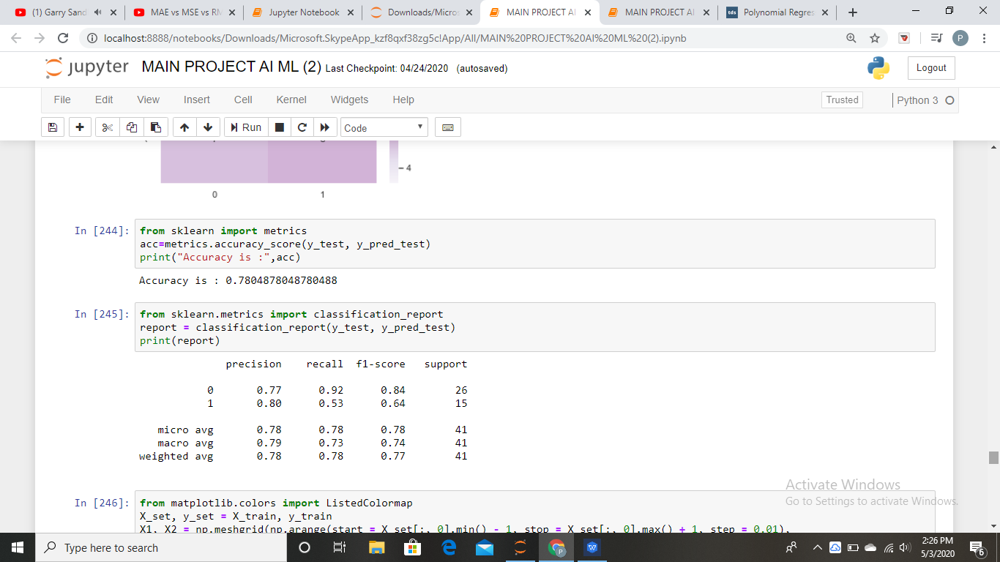 (1) Garry Sand
MAE vs MSE vs RM
Jupyter Notebook
Downloads/Micros
MAIN PROJECT AI
MAIN PROJECT AI
tds Polynomial Regres
localhost:8888/notebooks/Downloads/Microsoft.SkypeApp_kzf8qxf38zg5c!App/All/MAIN%20PROJECT%20AI%20ML%20(2).ipynb
P
jupyter MAIN PROJECT AI ML (2) Last Checkpoint: 04/24/2020 (autosaved)
Logout
File Edit View Insert Cell Kernel Widgets Help
Trusted
Python 3
Run
Code
4
0 1
In [244]:
from sklearn import metrics
acc=metrics.accuracy_score(y_test, y_pred_test)
print("Accuracy is :",acc)
Accuracy is : 0.7804878048780488
In [245]:
from sklearn.metrics import classification_report
report = classification_report(y_test, y_pred_test)
print(report)
precision recall f1-score support
0 0.77 0.92 0.84 26
1 0.80 0.53 0.64 15
micro avg 0.78 0.78 0.78 41
macro avg 0.79 0.73 0.74 41
weighted avg 0.78 0.78 0.77 41
Activate Windows
Go to Settings to activate Windows.
In [246]:
from matplotlib.colors import ListedColormap
X_set, y_set = X_train, y_train
X1, X2 = np.meshgrid(np.arange(start = X_set[:, 0].min() - 1, stop = X_set[:, 0].max() + 1, step = 0.01),
Type here to search
P
W
2:26 PM
5/3/2020
6